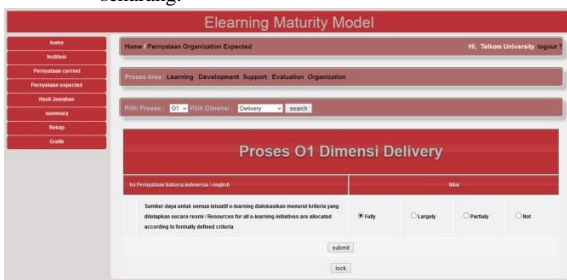 semarang.
Elearning Maturity Model
home
Institusi
Pernyataan current
Pernyataan expected
Hasil Jawaban
summary
Rekap
Grafik
Home / Pernyataan Organization Expected
Hi, Telkom University logout ?
Proses Area : Learning Development Support Evaluation Organization
Pilih Proses : O1 Pilih Dimensi : Delivery search
Proses O1 Dimensi Delivery
Isi Pernyataan bahasa indonesia / english
Nilai
Sumber daya untuk semua inisiatif e-learning dialokasikan menurut kriteria yang
ditetapkan secara resmi / Resources for all e-learning initiatives are allocated
according to formally defined criteria
Fully Largely Partialy Not
submit
lock